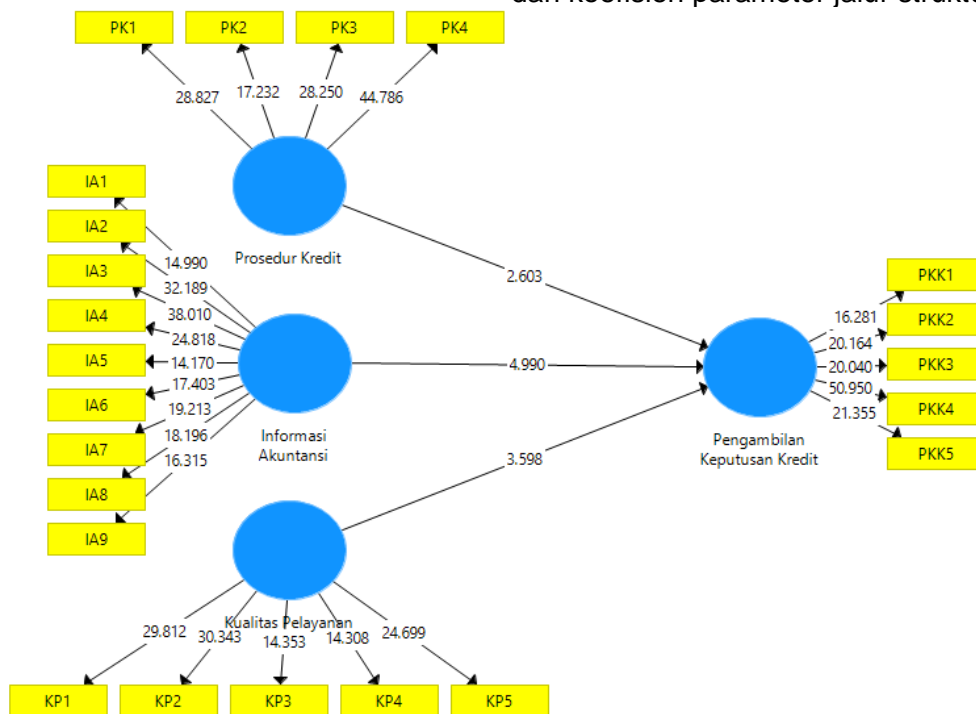 dan koefisien parameter jalur
PK1 PK2 PK3 PK4
28.827 17.232 28.250 44.786
Prosedur Kredit
IA1
IA2
IA3
IA4
IA5
IA6
IA7
IA8
IA9
14.990
32.189
38.010
24.818
14.170
17.403
19.213
18.196
16.315
Informasi
Akuntansi
2.603
4.990
3.598
Pengambilan
Keputusan Kredit
PKK1
PKK2
PKK3
PKK4
PKK5
16.281
20.164
20.040
50.950
21.355
Kualitas Pelayanan
29.812 30.343 14.353 14.308 24.699
KP1 KP2 KP3 KP4 KP5